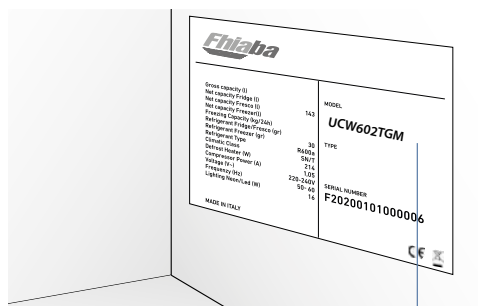 Fhiaba
Gross capacity (l)
Net capacity Fridge (l)
Net capacity Fresco (l)
Net capacity Freezer(l)
Freezing Capacity (kg/24h)
Refrigerant Fridge/Fresco (gr)
Refrigerant Freezer (gr)
Refrigerant Type
Climatic Class
Defrost Heater (W)
Compressor Power (A)
Voltage (V~)
Frequenzy (Hz)
Lighting Neon/Led (W)
143
30
R600a
SN/T
214
1,05
220-240V
50- 60
16
MADE IN ITALY
MODEL
UCW602TGM
TYPE
SERIAL NUMBER
F20200101000006
CE